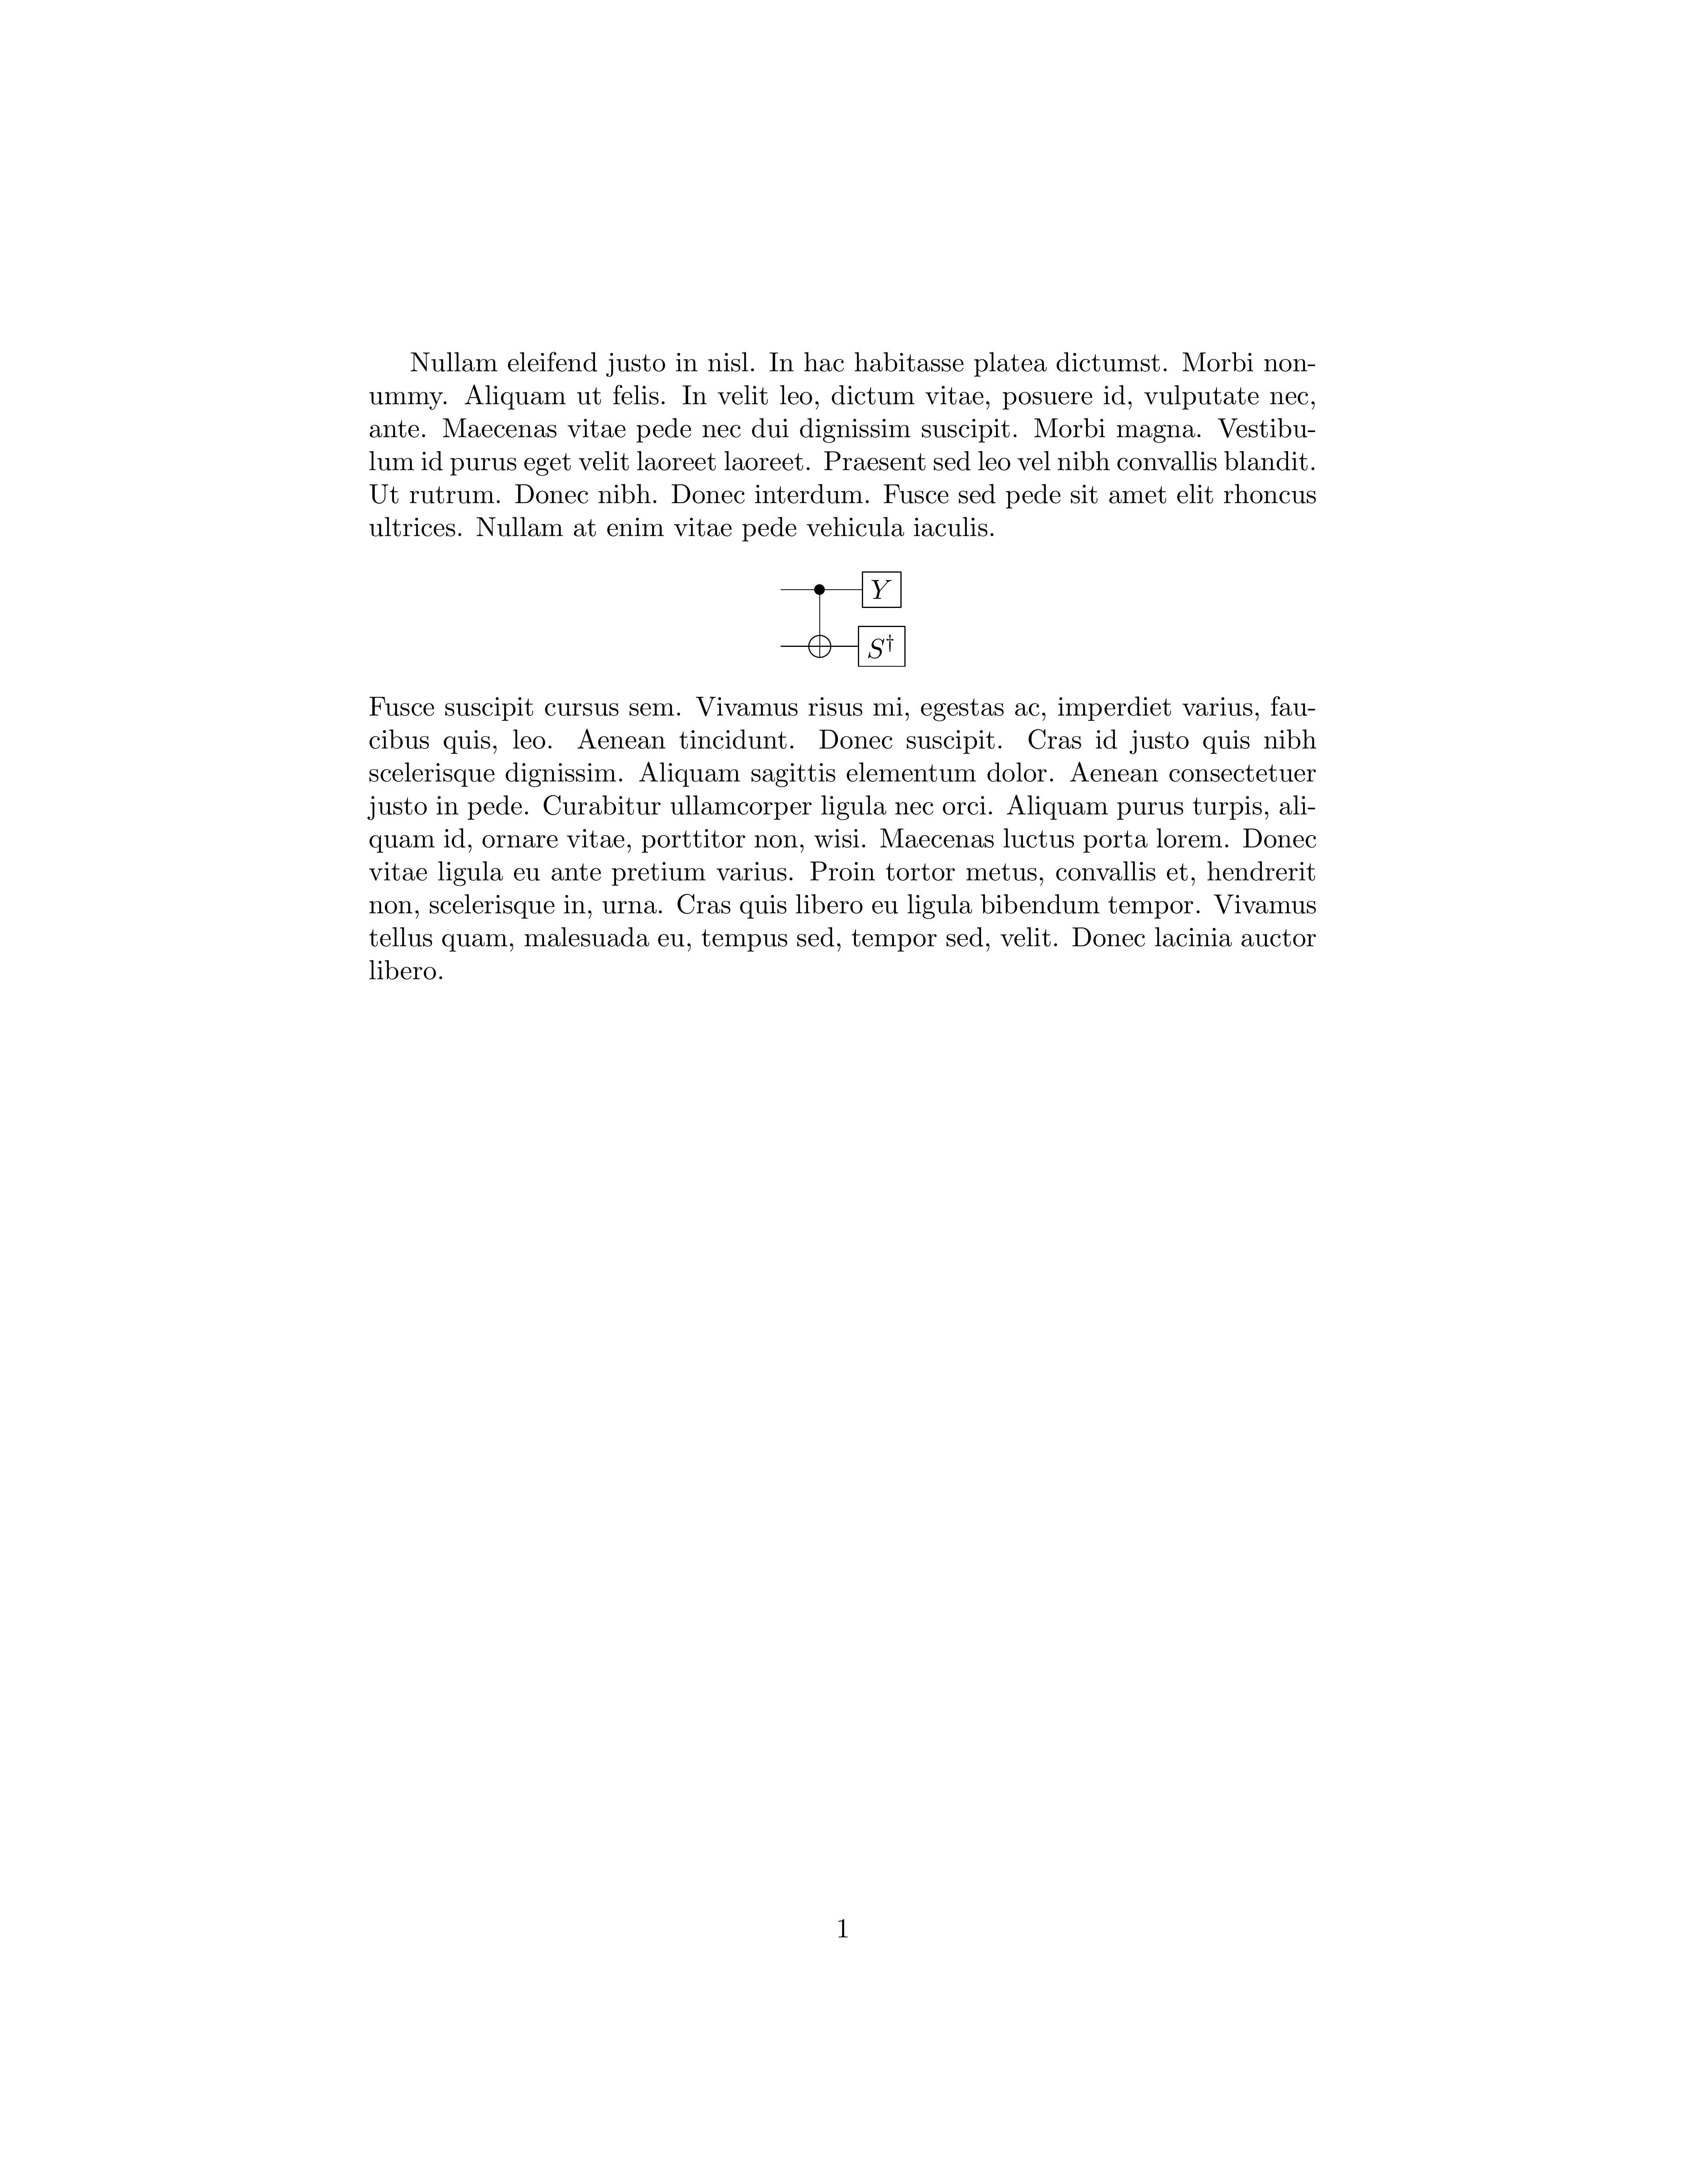 Nullam eleifend justo in nisl. In hac habitasse platea dictumst. Morbi non-
ummy. Aliquam ut felis. In velit leo, dictum vitae, posuere id, vulputate nec,
ante. Maecenas vitae pede nec dui dignissim suscipit. Morbi magna. Vestibu-
lum id purus eget velit laoreet laoreet. Praesent sed leo vel nibh convallis blandit.
Ut rutrum. Donec nibh. Donec interdum. Fusce sed pede sit amet elit rhoncus
ultrices. Nullam at enim vitae pede vehicula iaculis.
Y
S†
Fusce suscipit cursus sem. Vivamus risus mi, egestas ac, imperdiet varius, fau-
cibus quis, leo. Aenean tincidunt. Donec suscipit. Cras id justo quis nibh
scelerisque dignissim. Aliquam sagittis elementum dolor. Aenean consectetuer
justo in pede. Curabitur ullamcorper ligula nec orci. Aliquam purus turpis, ali-
quam id, ornare vitae, porttitor non, wisi. Maecenas luctus porta lorem. Donec
vitae ligula eu ante pretium varius. Proin tortor metus, convallis et, hendrerit
non, scelerisque in, urna. Cras quis libero eu ligula bibendum tempor. Vivamus
tellus quam, malesuada eu, tempus sed, tempor sed, velit. Donec lacinia auctor
libero.
1